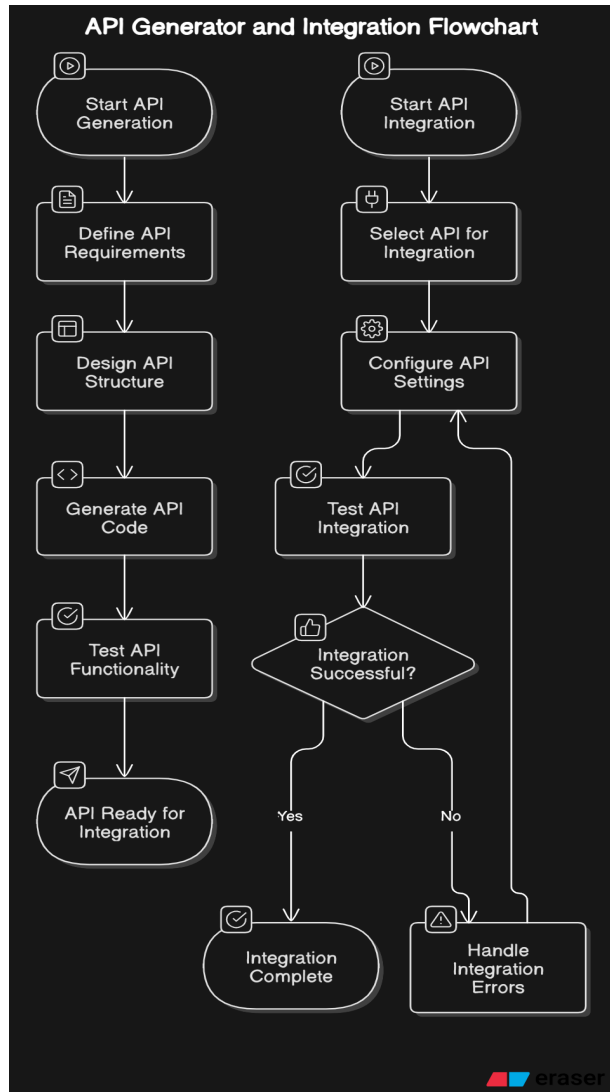 API Generator and Integration Flowchart
Start API
Generation
Define API
Requirements
Design API
Structure
Generate API
Code
Test API
Functionality
API Ready for
Integration
Start API
Integration
Select API for
Integration
Configure API
Settings
Test API
Integration
Integration
Successful?
Yes
No
Integration
Complete
Handle
Integration
Errors
eraser